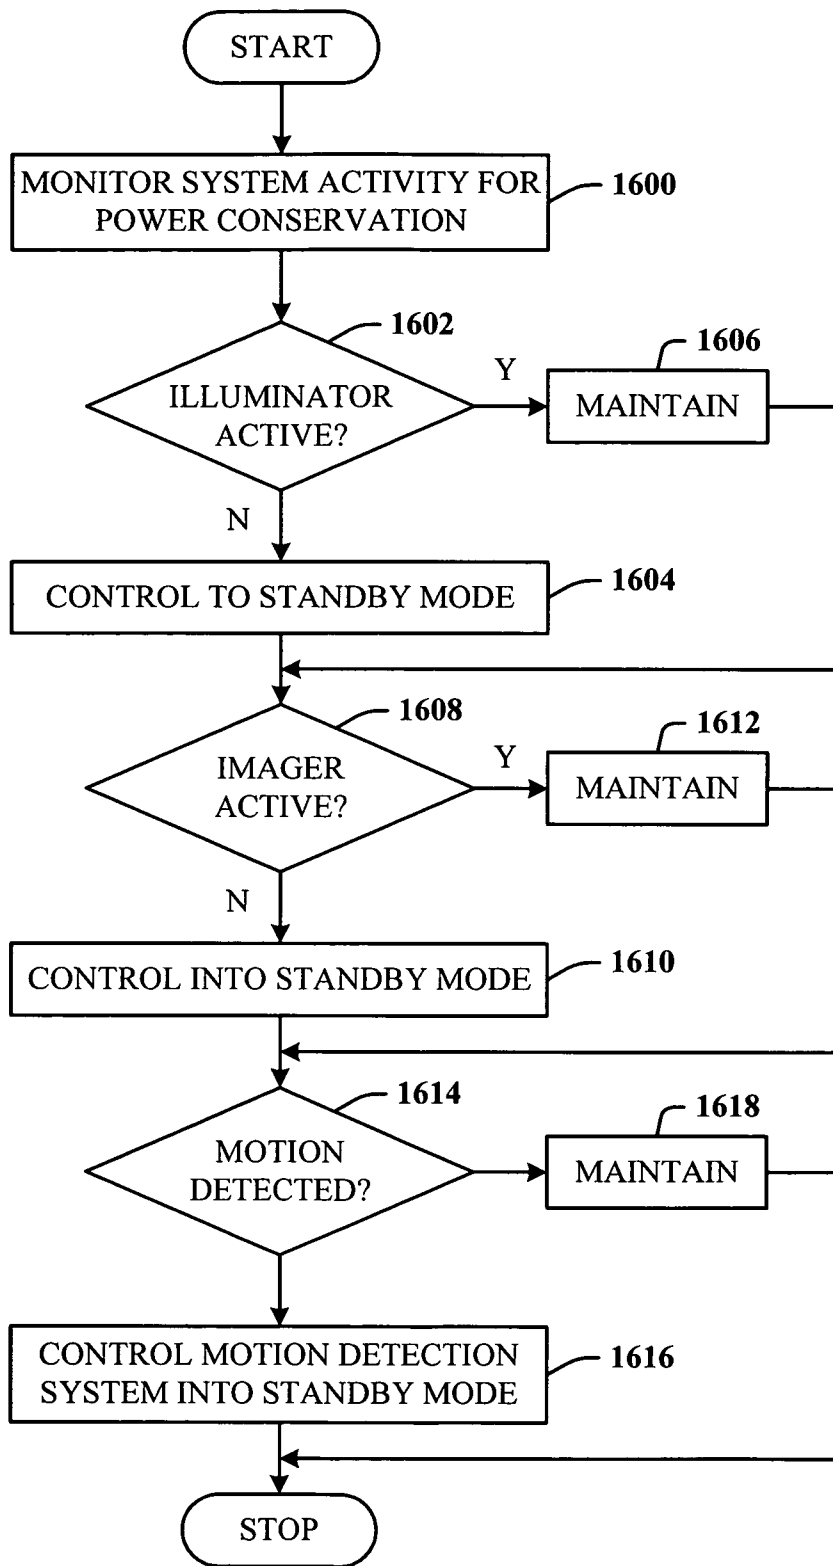 START
MONITOR SYSTEM ACTIVITY FOR
POWER CONSERVATION
1600
1602
ILLUMINATOR
ACTIVE?
Y
1606
MAINTAIN
N
CONTROL TO STANDBY MODE
1604
1608
IMAGER
ACTIVE?
Y
1612
MAINTAIN
N
CONTROL INTO STANDBY MODE
1610
1614
MOTION
DETECTED?
1618
MAINTAIN
CONTROL MOTION DETECTION
SYSTEM INTO STANDBY MODE
1616
STOP